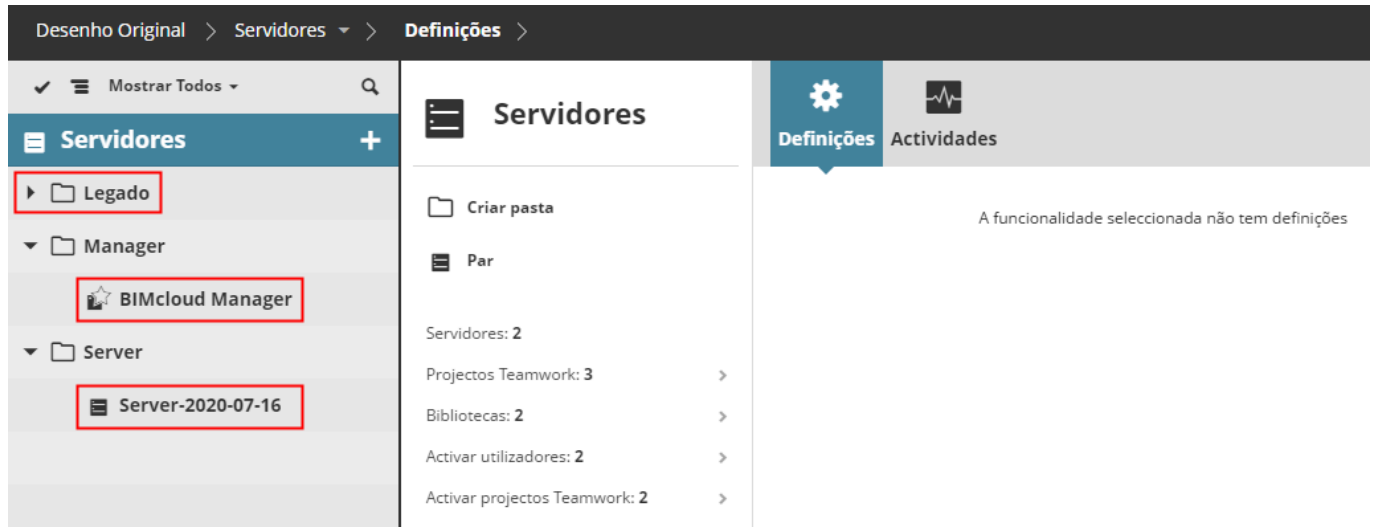 Desenho Original > Servidores > Definições >
Mostrar Todos
Servidores +
Legado
Manager
BIMcloud Manager
Server
Server-2020-07-16
Servidores
Criar pasta
Par
Servidores: 2
Projectos Teamwork: 3
Bibliotecas: 2
Activar utilizadores: 2
Activar projectos Teamwork: 2
Definições Actividades
A funcionalidade seleccionada não tem definições